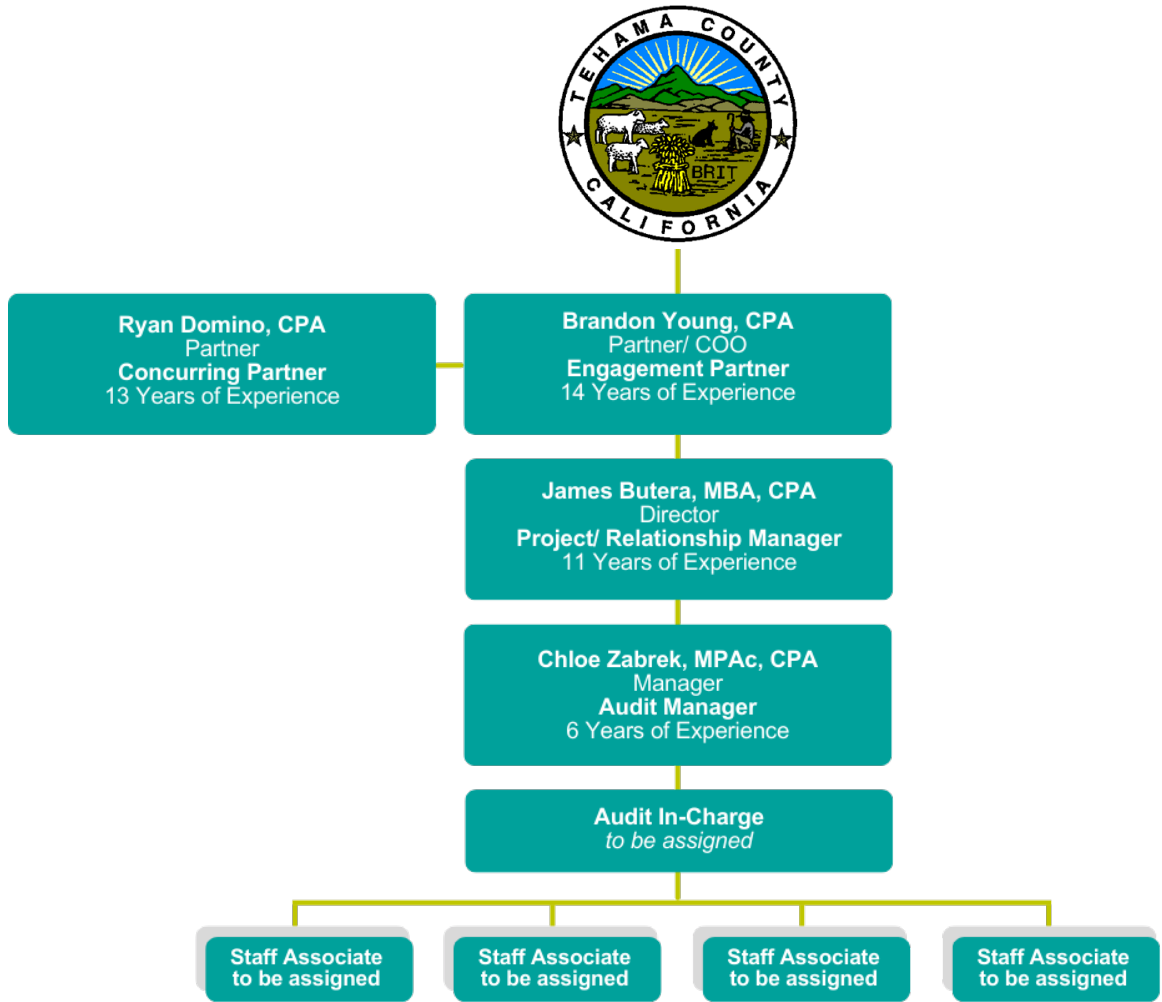 TEHAMA COUNTY
CALIFORNIA
BRIT
Ryan Domino, CPA
Partner
Concurring Partner
13 Years of Experience
Brandon Young, CPA
Partner/ COO
Engagement Partner
14 Years of Experience
James Butera, MBA, CPA
Director
Project/ Relationship Manager
11 Years of Experience
Chloe Zabrek, MPAc, CPA
Manager
Audit Manager
6 Years of Experience
Audit In-Charge
to be assigned
Staff Associate
to be assigned
Staff Associate
to be assigned
Staff Associate
to be assigned
Staff Associate
to be assigned